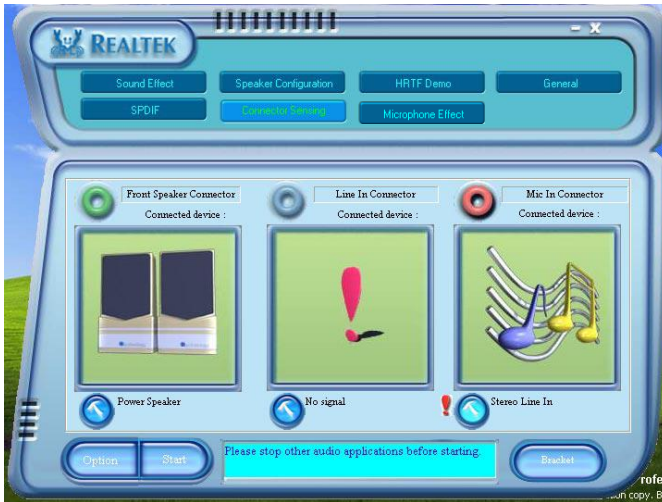 REALTEK
Sound Effect
Speaker Configuration
HRTF Demo
General
SPDIF
Connector Sensing
Microphone Effect
Front Speaker Connector
Line In Connector
Mic In Connector
Connected device :
Connected device :
Connected device :
Power Speaker
No signal
Stereo Line In
Option
Start
Please stop other audio applications before starting.
Bracket
rofe
copy. B